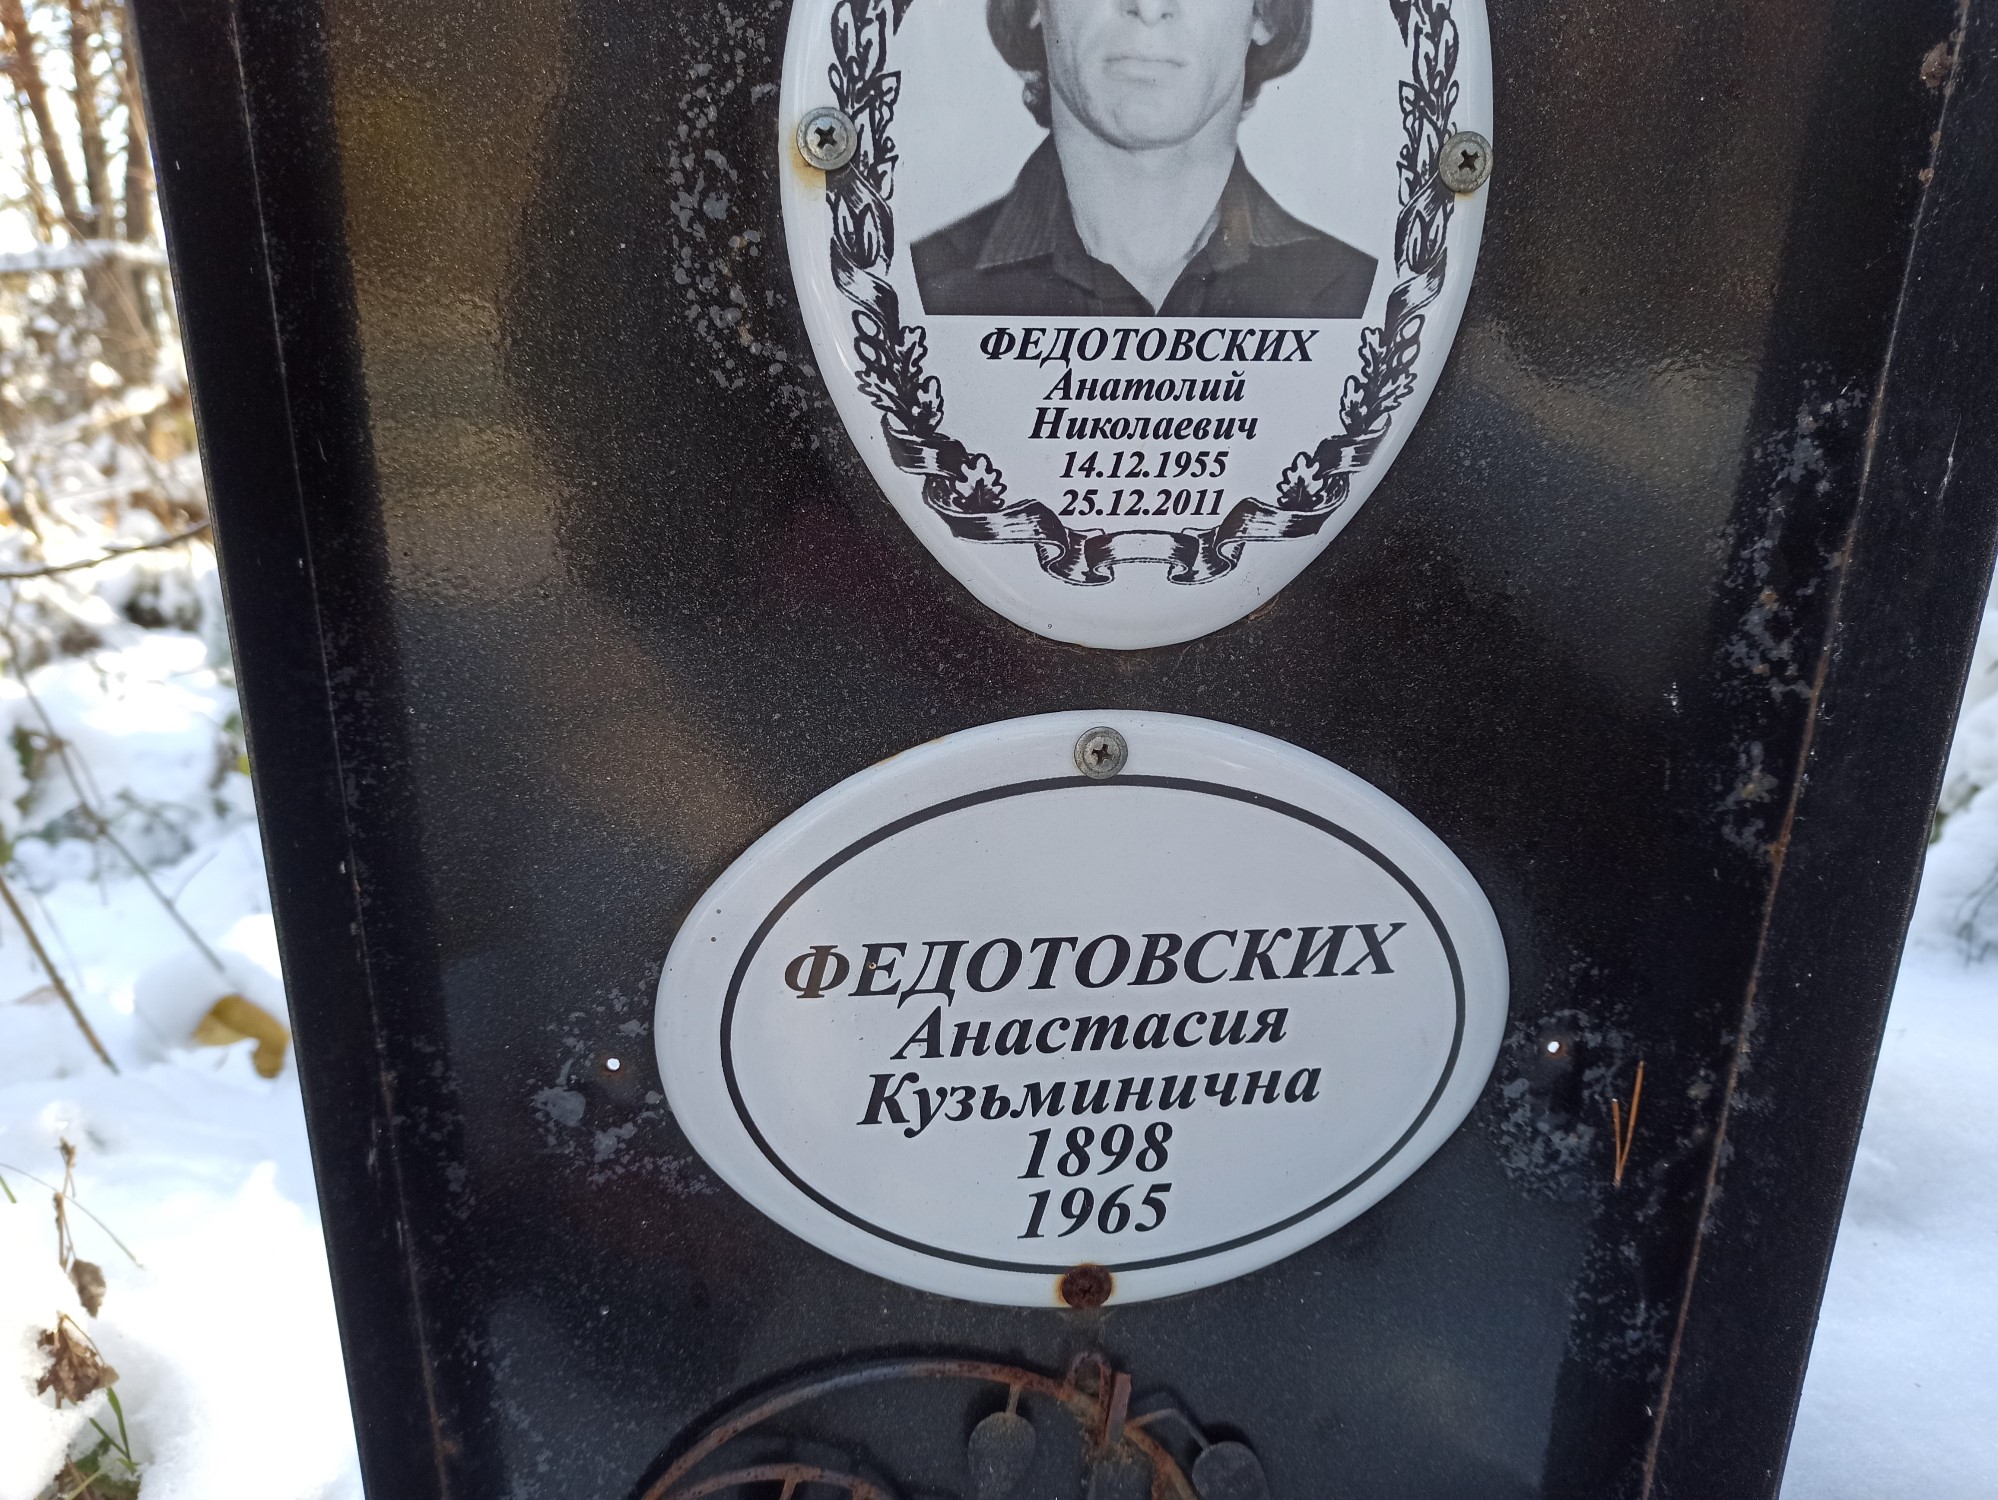 ФЕДОТОВСКИХ
Анатолий
Николаевич
14.12.1955
25.12.2011
ФЕДОТОВСКИХ
Анастасия
Кузьминична
1898
1965